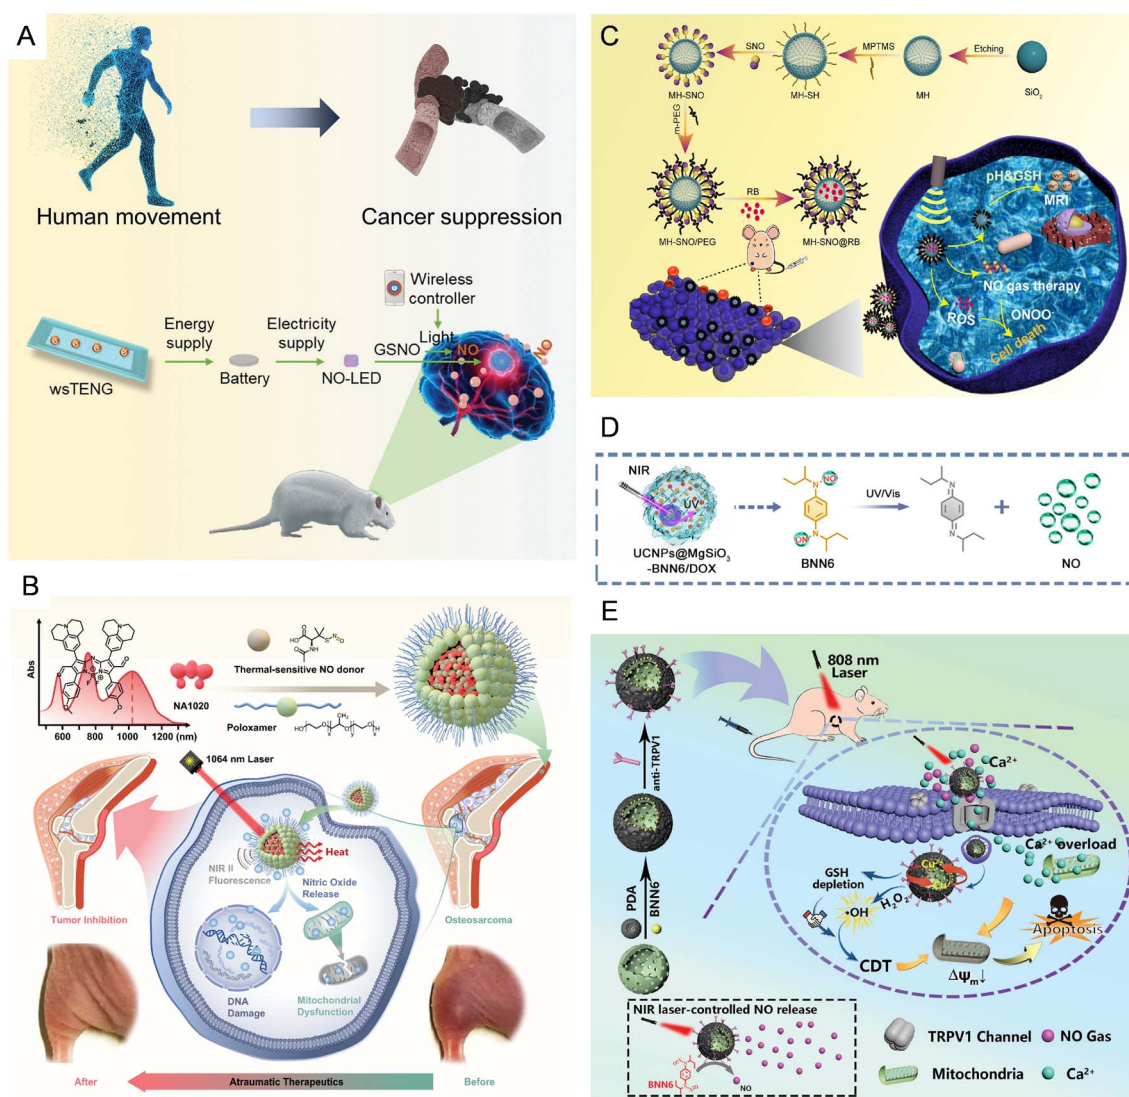 A
Human movement
Cancer suppression
Wireless
controller
Energy
supply
Electricity
supply
Light
GSNO
NO
NO
wsTENG
Battery
NO-LED
B
Abs
NA1020
600
800
1000
1200 (nm)
Thermal-sensitive NO donor
Poloxamer
1064 nm Laser
NIR II
Fluorescence
Heat
Nitric Oxide
Release
Tumor Inhibition
Osteosarcoma
DNA
Damage
Mitochondrial
Dysfunction
After
Atraumatic Therapeutics
Before
C
SNO
MPTMS
Etching
MH-SNO
MH-SH
MH
SiO2
m-PEG
RB
MH-SNO/PEG
MH-SNO@RB
pH&GSH
MRI
NO gas therapy
ROS
ONOO-
Cell death
D
NIR
UV
UCNPs@MgSiO3
-BNN6/DOX
NO
ON
BNN6
UV/Vis
+
NO
E
808 nm
Laser
anti-TRPV1
PDA
BNN6
Ca2+
Ca2+ overload
GSH
depletion
H2O2
·OH
CDT
ΔΨm↓
Apoptosis
NIR laser-controlled NO release
BNN6
NO
TRPV1 Channel
NO Gas
Mitochondria
Ca2+